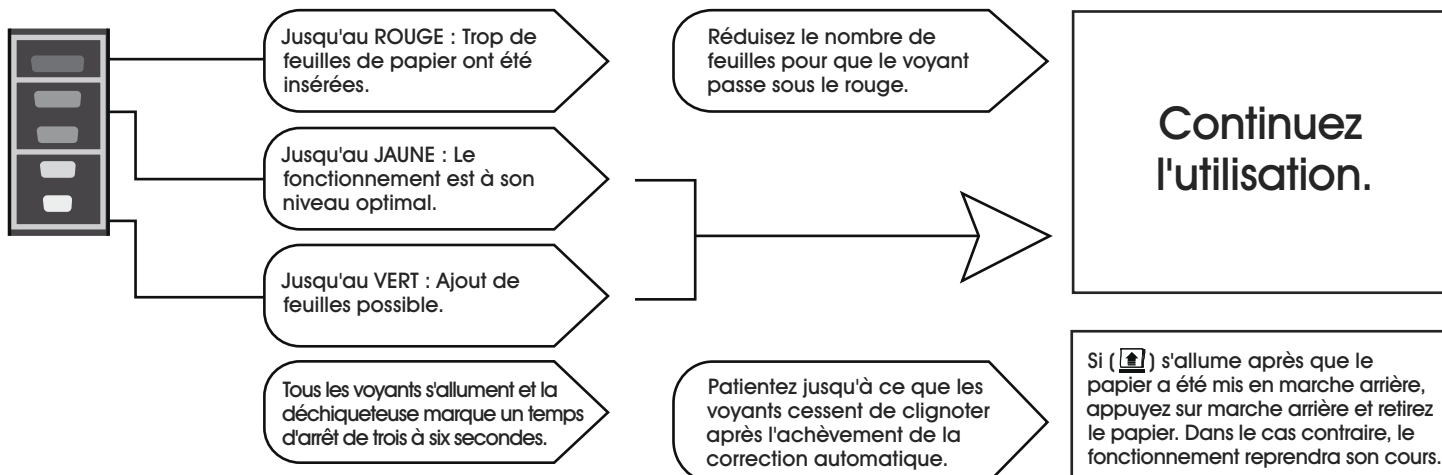 Jusqu'au ROUGE : Trop de
feuilles de papier ont été
insérées.
Réduisez le nombre de
feuilles pour que le voyant
passe sous le rouge.
Continuez
l'utilisation.
Jusqu'au JAUNE : Le
fonctionnement est à son
niveau optimal.
Jusqu'au VERT : Ajout de
feuilles possible.
Tous les voyants s'allument et la
déchiqueteuse marque un temps
d'arrêt de trois à six secondes.
Patientez jusqu'à ce que les
voyants cessent de clignoter
après l'achèvement de la
correction automatique.
Si ( ) s'allume après que le
papier a été mis en marche arrière,
appuyez sur marche arrière et retirez
le papier. Dans le cas contraire, le
fonctionnement reprendra son cours.